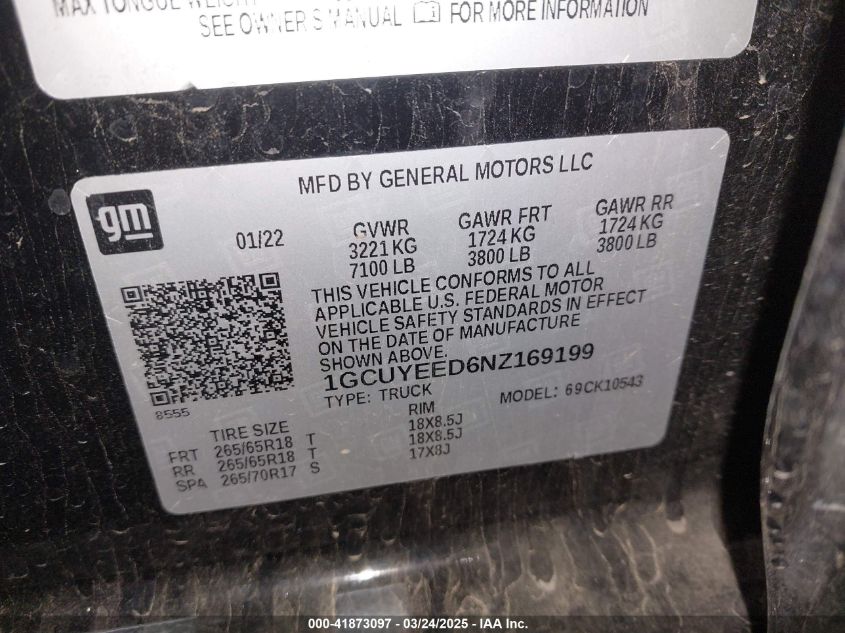 MAX TONGUE WEIGHT
SEE OWNER'S MANUAL FOR MORE INFORMATION
MFD BY GENERAL MOTORS LLC
gm
01/22
GVWR GAWR FRT GAWR RR
3221 KG 1724 KG 1724 KG
7100 LB 3800 LB 3800 LB
THIS VEHICLE CONFORMS TO ALL
APPLICABLE U.S. FEDERAL MOTOR
VEHICLE SAFETY STANDARDS IN EFFECT
ON THE DATE OF MANUFACTURE
SHOWN ABOVE.
1GCUYEED6NZ169199
8555
TYPE: TRUCK MODEL: 69CK10543
TIRE SIZE RIM
FRT 265/65R18 T 18X8.5J
RR 265/65R18 T 18X8.5J
SPA 265/70R17 S 17X8J
000-41873097 - 03/24/2025 - IAA Inc.